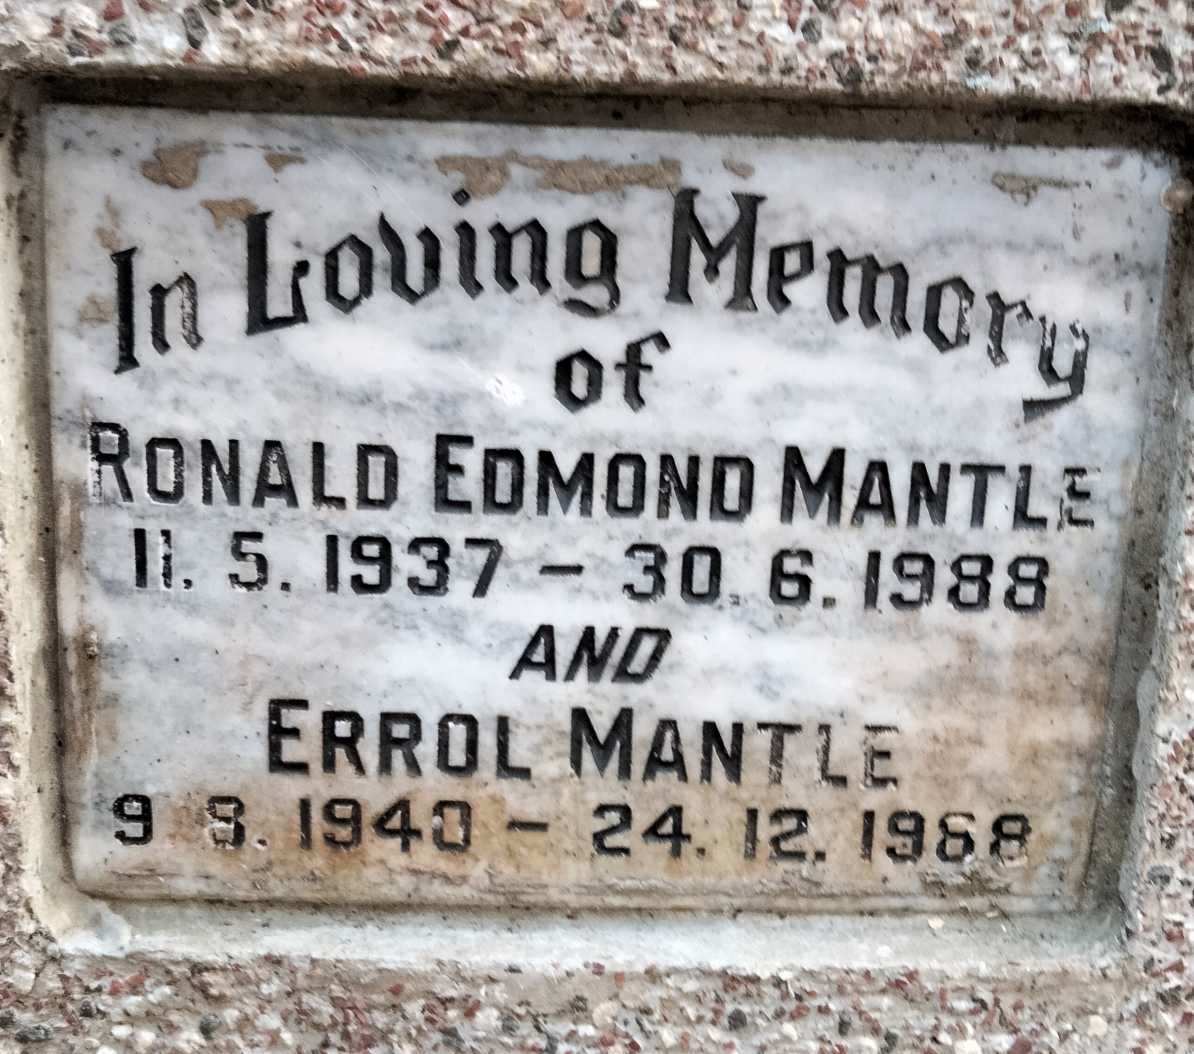 In Loving Memory
of
RONALD EDMOND MANTLE
11. 5. 1937 - 30. 6. 1988
AND
ERROL MANTLE
9 8. 1940 - 24. 12. 1988